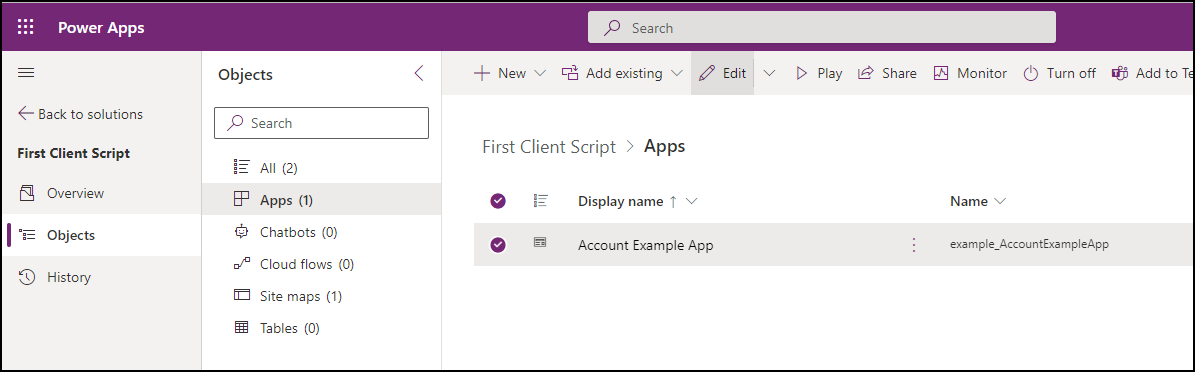 Power Apps
Search
Back to solutions
First Client Script
Overview
Objects
History
Objects
Search
All (2)
Apps (1)
Chatbots (0)
Cloud flows (0)
Site maps (1)
Tables (0)
New Add existing Edit Play Share Monitor Turn off Add to Te
First Client Script > Apps
Display name ↑ Name
Account Example App example_AccountExampleApp